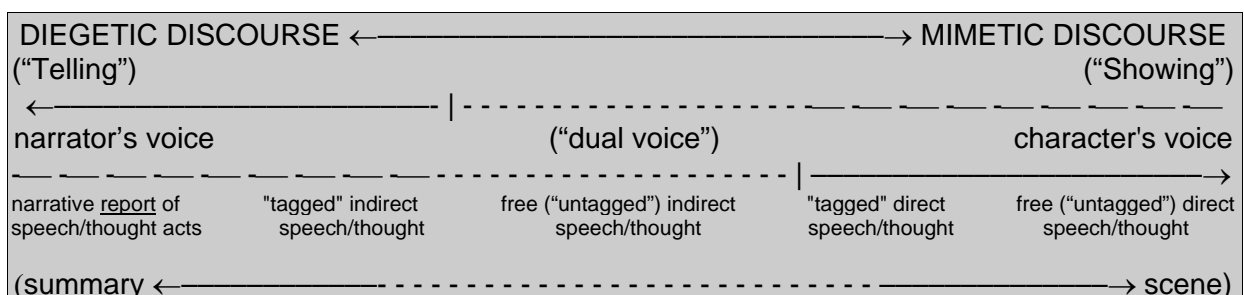 DIEGETIC DISCOURSE ←——————————————————→ MIMETIC DISCOURSE
(“Telling”) (“Showing”)
←————————————————- | - - - - - - - - - - - - - - - - - - - -— -— -— -— -— -— -— -— -—
narrator’s voice (“dual voice”) character's voice
-— -— -— -— -— -— -— -— -— - - - - - - - - - - - - - - - - - - - | ————————————————→
narrative report of "tagged" indirect free (“untagged”) indirect "tagged" direct free (“untagged”) direct
speech/thought acts speech/thought speech/thought speech/thought speech/thought
(summary ←————————- - - - - - - - - - - - - - - - - - - - - - - - - - - —————————→ scene)